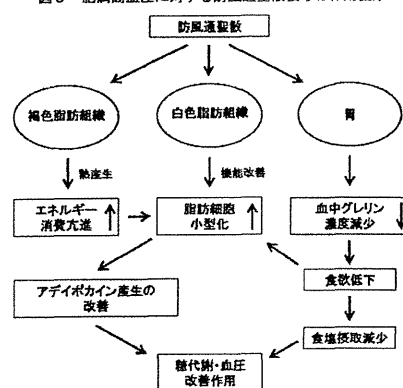 防風通聖散
褐色脂肪組織
白色脂肪組織
胃
熱産生
機能改善
エネルギー
消費亢進
脂肪細胞
小型化
血中グレリン
濃度減少
食欲低下
アデイポカイン産生の
改善
食塩摂取減少
糖代謝・血圧
改善作用